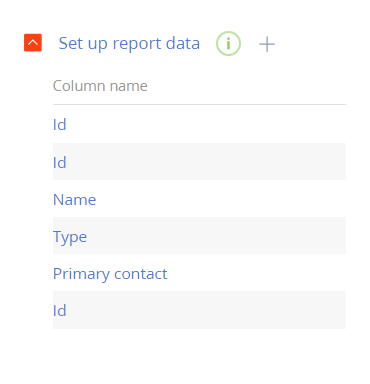 Set up report data
Column name
Id
Id
Name
Type
Primary contact
Id